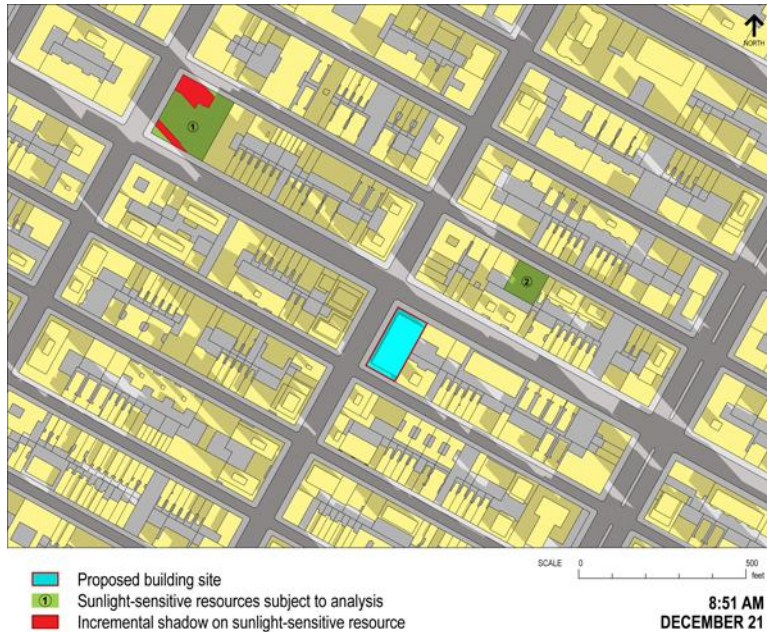 NORTH
①
②
SCALE 0 500
feet
Proposed building site
① Sunlight-sensitive resources subject to analysis
Incremental shadow on sunlight-sensitive resource
8:51 AM
DECEMBER 21